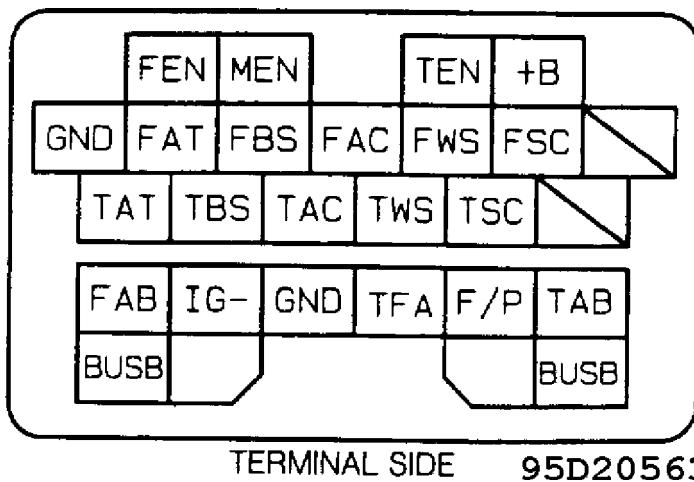 FEN MEN TEN +B
GND FAT FBS FAC FWS FSC
TAT TBS TAC TWS TSC
FAB IG- GND TFA F/P TAB
BUSB BUSB
TERMINAL SIDE